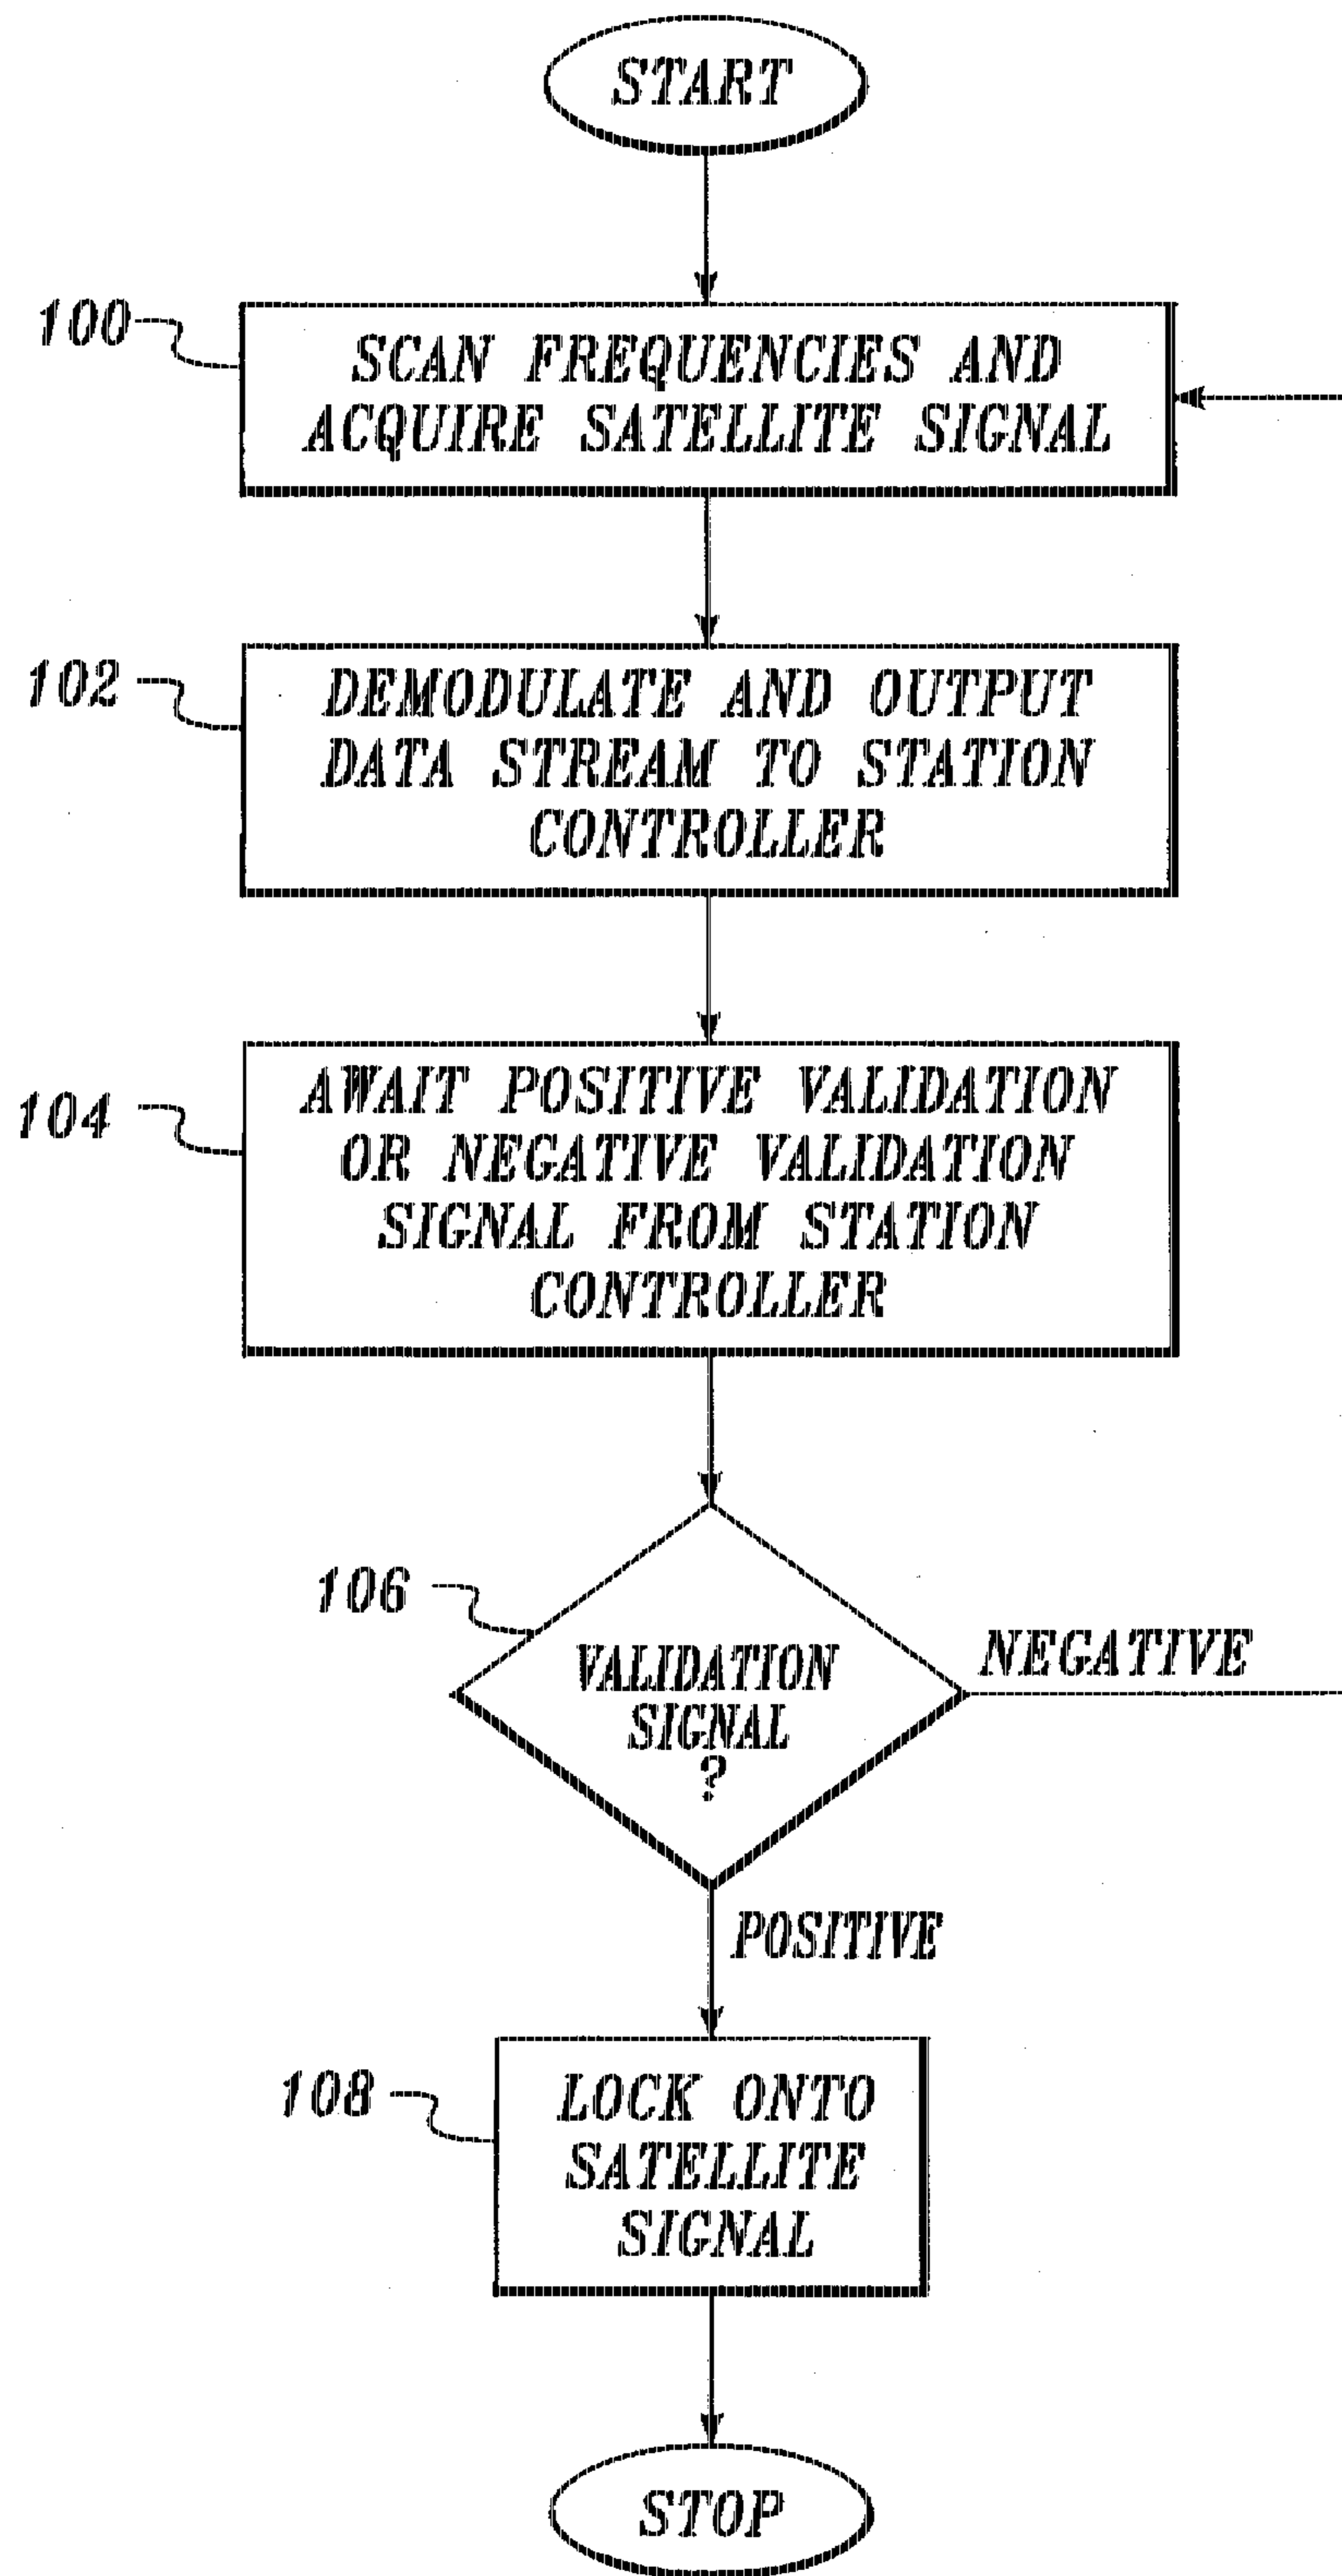 START
100
SCAN FREQUENCIES AND
ACQUIRE SATELLITE SIGNAL
102
DEMODULATE AND OUTPUT
DATA STREAM TO STATION
CONTROLLER
104
AWAIT POSITIVE VALIDATION
OR NEGATIVE VALIDATION
SIGNAL FROM STATION
CONTROLLER
106
VALIDATION
SIGNAL
?
NEGATIVE
POSITIVE
108
LOCK ONTO
SATELLITE
SIGNAL
STOP